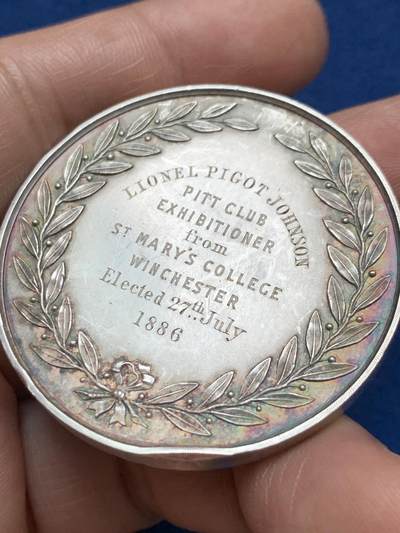 LIONEL PIGOT JOHNSON
PITT CLUB
EXHIBITIONER
from
ST MARY'S COLLEGE
WINCHESTER
Elected 27th July
1886